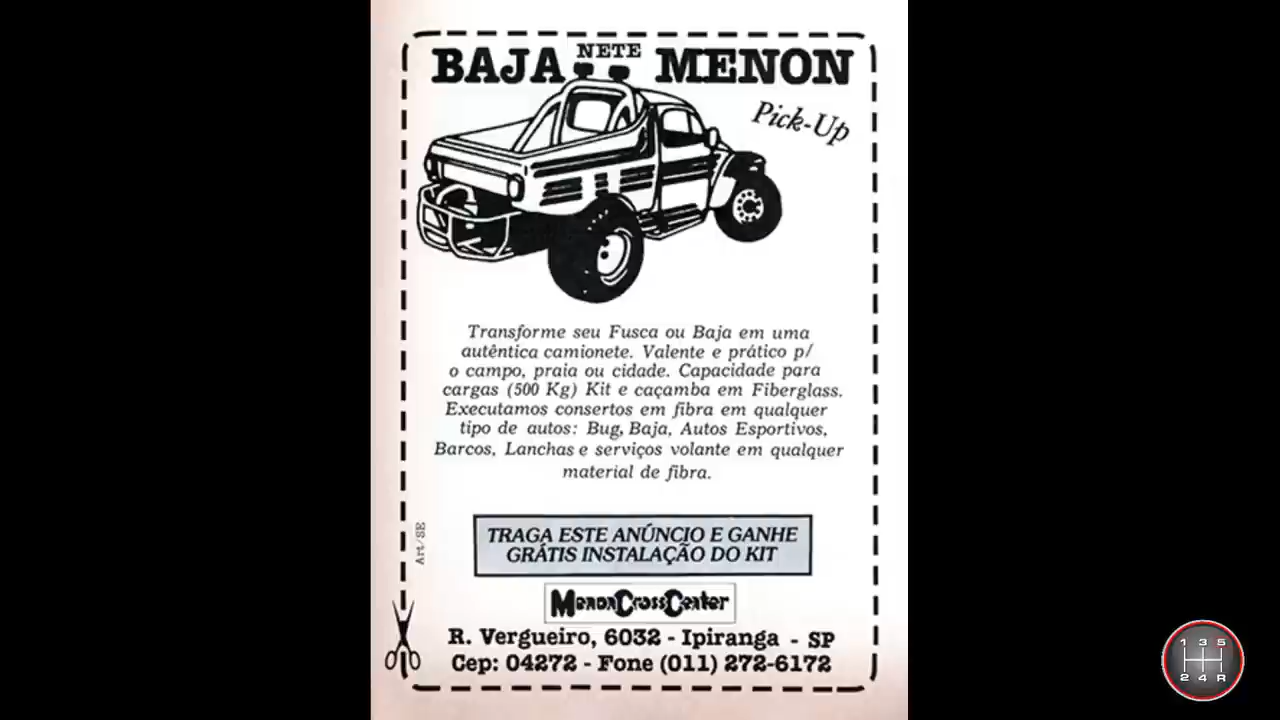 BAJA NETE MENON
Pick-Up
Transforme seu Fusca ou Baja em uma
autêntica camionete. Valente e prático p/
o campo, praia ou cidade. Capacidade para
cargas (500 Kg) Kit e caçamba em Fiberglass.
Executamos consertos em fibra em qualquer
tipo de autos: Bug, Baja, Autos Esportivos,
Barcos, Lanchas e serviços volante em qualquer
material de fibra.
Art/SE
TRAGA ESTE ANÚNCIO E GANHE
GRÁTIS INSTALAÇÃO DO KIT
MenonCrossCenter
R. Vergueiro, 6032 - Ipiranga - SP
Cep: 04272 - Fone (011) 272-6172
1 3 5
2 4 R